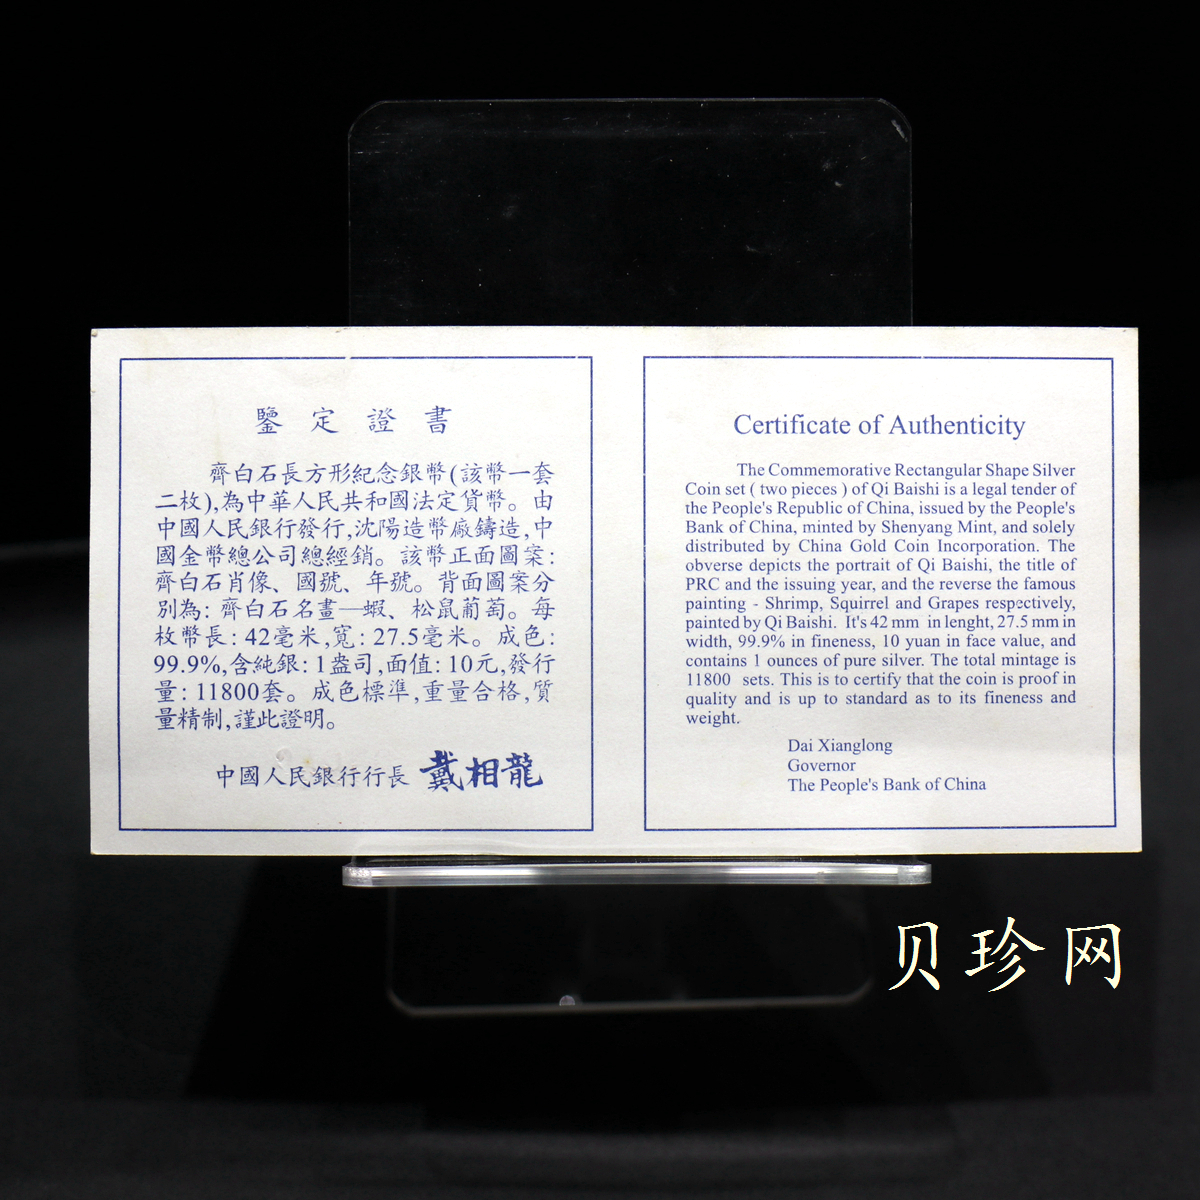 鑒定證書
齊白石長方形紀念銀幣(該幣一套
二枚),為中華人民共和國法定貨幣。由
中國人民銀行發行,沈陽造幣廠鑄造,中
國金幣總公司總經銷。該幣正面圖案:
齊白石肖像、國號、年號。背面圖案分
別為:齊白石名畫—蝦、松鼠葡萄。每
枚幣長:42毫米,寬:27.5毫米。成色:
99.9%,含純銀:1盎司,面值:10元,發行
量:11800套。成色標準,重量合格,質
量精制,謹此證明。
中國人民銀行行長 戴相龍
Certificate of Authenticity
The Commemorative Rectangular Shape Silver
Coin set ( two pieces ) of Qi Baishi is a legal tender of
the People's Republic of China, issued by the People's
Bank of China, minted by Shenyang Mint, and solely
distributed by China Gold Coin Incorporation. The
obverse depicts the portrait of Qi Baishi, the title of
PRC and the issuing year, and the reverse the famous
painting - Shrimp, Squirrel and Grapes respectively,
painted by Qi Baishi. It's 42 mm in lenght, 27.5 mm in
width, 99.9% in fineness, 10 yuan in face value, and
contains 1 ounces of pure silver. The total mintage is
11800 sets. This is to certify that the coin is proof in
quality and is up to standard as to its fineness and
weight.
Dai Xianglong
Governor
The People's Bank of China
贝珍网